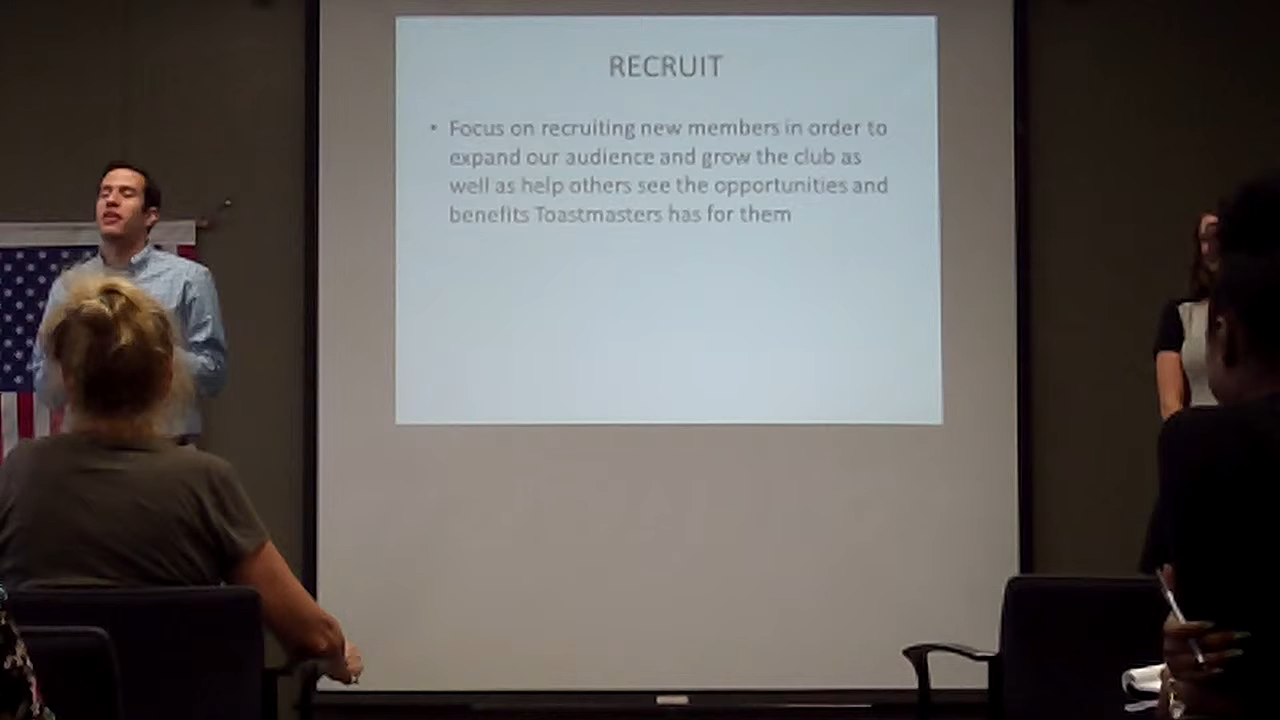 RECRUIT
• Focus on recruiting new members in order to
expand our audience and grow the club as
well as help others see the opportunities and
benefits Toastmasters has for them